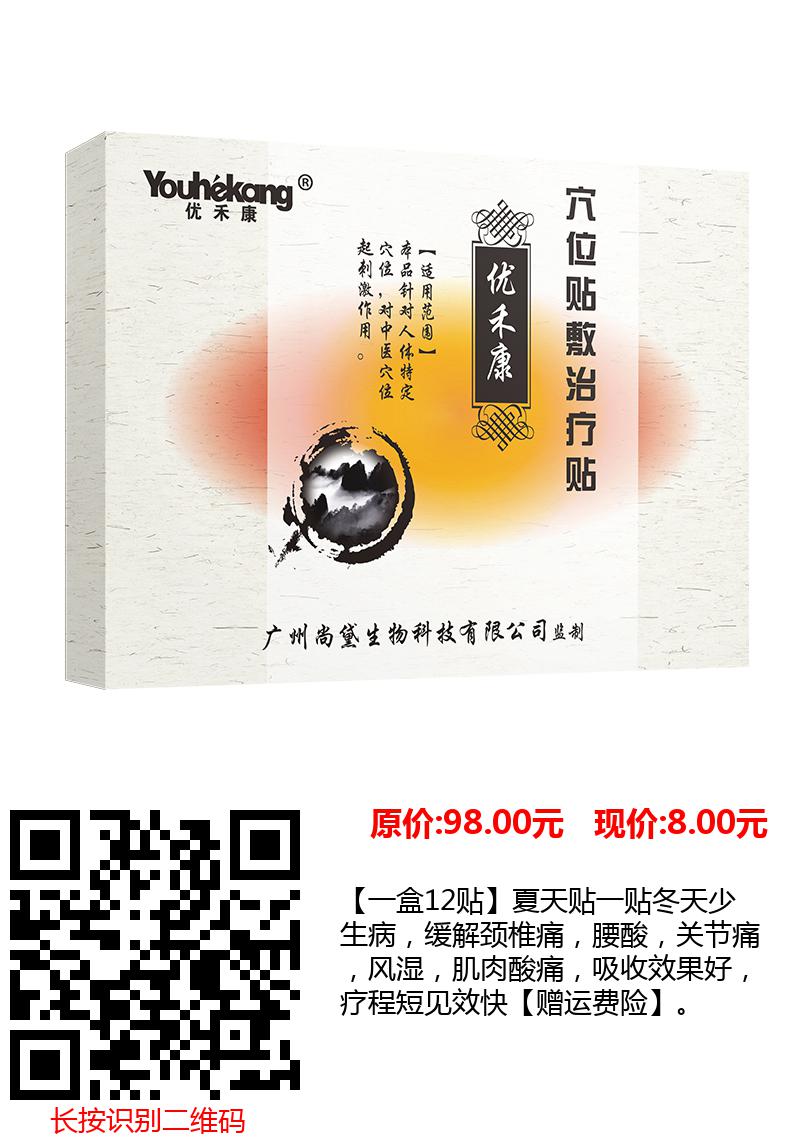 Youhékang®
优禾康
穴位贴敷治疗贴
优禾康
【适用范围】
本品针对人体特定
穴位,对中医穴位
起刺激作用。
广州尚黛生物科技有限公司监制
原价:98.00元 现价:8.00元
【一盒12贴】夏天贴一贴冬天少
生病，缓解颈椎痛，腰酸，关节痛
，风湿，肌肉酸痛，吸收效果好，
疗程短见效快【赠运费险】。
长按识别二维码